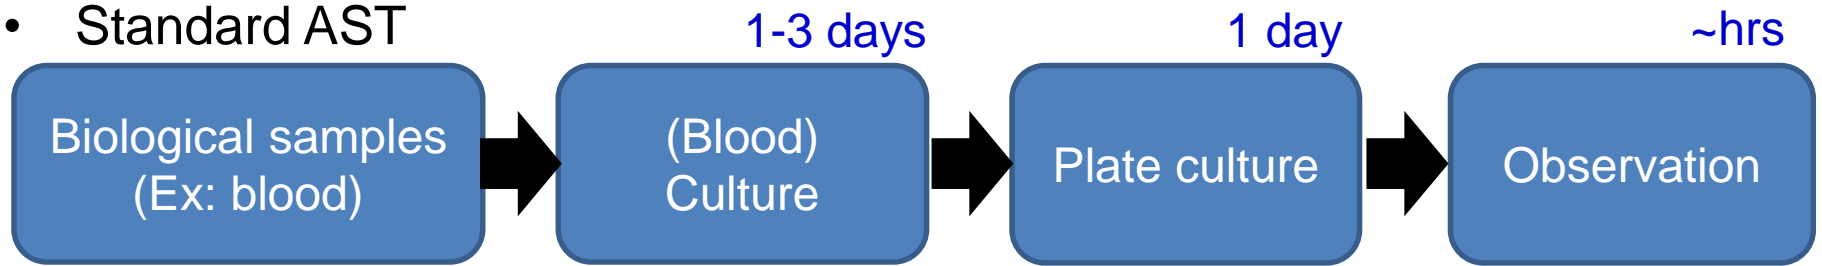 • Standard AST
1-3 days
1 day
~hrs
Biological samples
(Ex: blood)
(Blood)
Culture
Plate culture
Observation